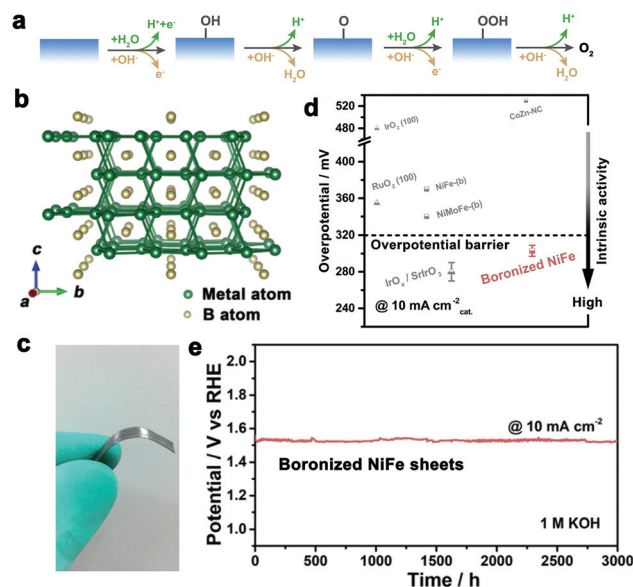 a
OH
O
OOH
H⁺+e⁻
H⁺
H⁺
H⁺
+H₂O
+H₂O
O₂
+OH⁻
+OH⁻
+OH⁻
+OH⁻
e⁻
H₂O
e⁻
H₂O
b
c
a
b
Metal atom
B atom
c
d
Overpotential / mV
520
480
400
360
320
280
240
IrO₂ (100)
CoZn-NC
RuO₂ (100)
NiFe-(b)
NiMoFe-(b)
Overpotential barrier
IrOₓ / SrIrO₃
Boronized NiFe
@ 10 mA cm⁻²cat.
Intrinsic activity
High
e
Potential / V vs RHE
2.0
1.8
1.6
1.4
1.2
1.0
@ 10 mA cm⁻²
Boronized NiFe sheets
1 M KOH
0 500 1000 1500 2000 2500 3000
Time / h